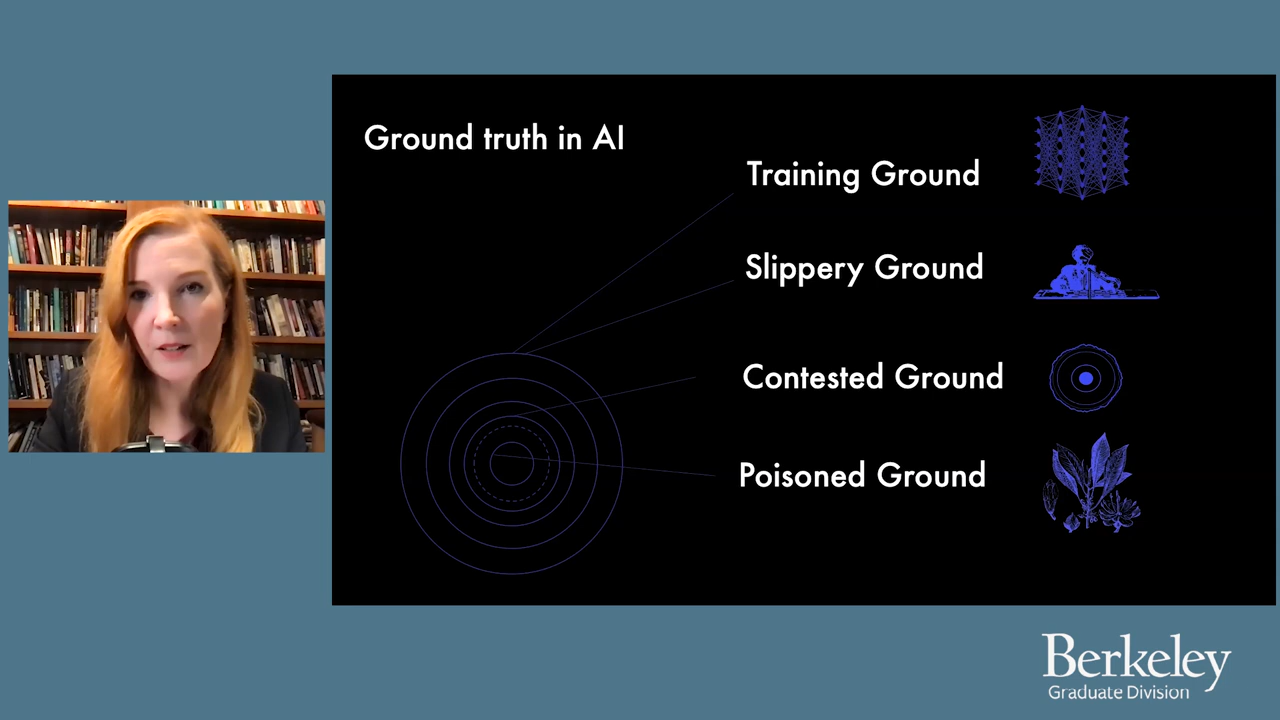 Ground truth in AI
Training Ground
Slippery Ground
Contested Ground
Poisoned Ground
Berkeley
Graduate Division